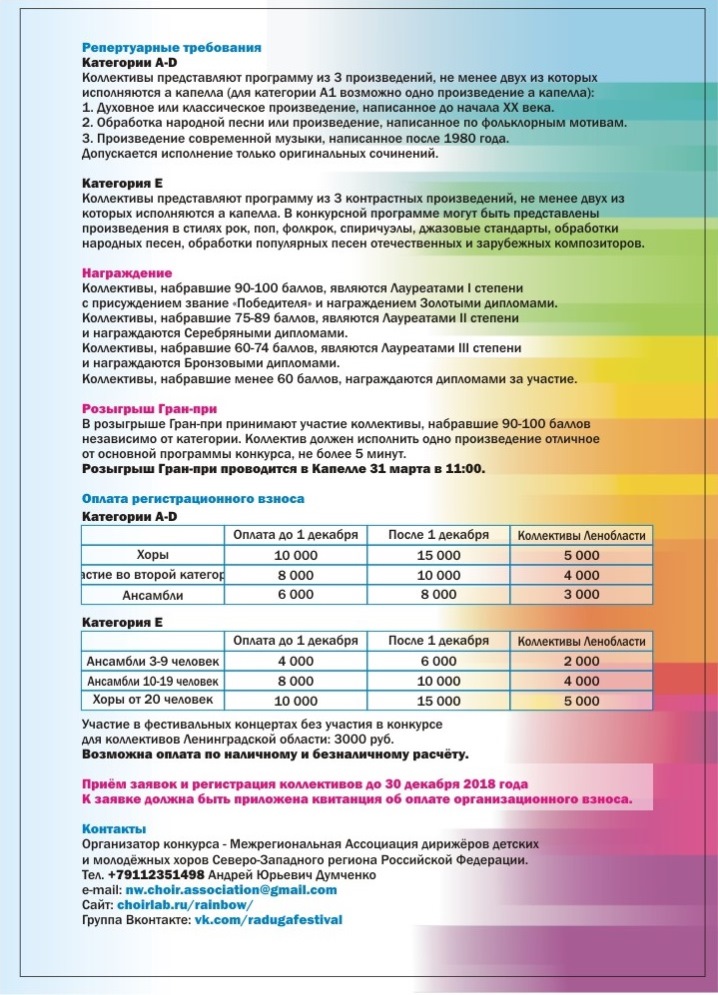 Репертуарные требования
Категории A-D
Коллективы представляют программу из 3 произведений, не менее двух из которых
исполняются а капелла (для категории А1 возможно одно произведение а капелла):
1. Духовное или классическое произведение, написанное до начала XX века.
2. Обработка народной песни или произведение, написанное по фольклорным мотивам.
3. Произведение современной музыки, написанное после 1980 года.
Допускается исполнение только оригинальных сочинений.
Категория E
Коллективы представляют программу из 3 контрастных произведений, не менее двух из
которых исполняются а капелла. В конкурсной программе могут быть представлены
произведения в стилях рок, поп, фолкрок, спиричуэлы, джазовые стандарты, обработки
народных песен, обработки популярных песен отечественных и зарубежных композиторов.
Награждение
Коллективы, набравшие 90-100 баллов, являются Лауреатами I степени
с присуждением звание «Победителя» и награждением Золотыми дипломами.
Коллективы, набравшие 75-89 баллов, являются Лауреатами II степени
и награждаются Серебряными дипломами.
Коллективы, набравшие 60-74 баллов, являются Лауреатами III степени
и награждаются Бронзовыми дипломами.
Коллективы, набравшие менее 60 баллов, награждаются дипломами за участие.
Розыгрыш Гран-при
В розыгрыше Гран-при принимают участие коллективы, набравшие 90-100 баллов
независимо от категории. Коллектив должен исполнить одно произведение отличное
от основной программы конкурса, не более 5 минут.
Розыгрыш Гран-при проводится в Капелле 31 марта в 11:00.
Оплата регистрационного взноса
Категории A-D
Оплата до 1 декабря После 1 декабря Коллективы Ленобласти
Хоры 10 000 15 000 5 000
астие во второй категор 8 000 10 000 4 000
Ансамбли 6 000 8 000 3 000
Категория E
Оплата до 1 декабря После 1 декабря Коллективы Ленобласти
Ансамбли 3-9 человек 4 000 6 000 2 000
Ансамбли 10-19 человек 8 000 10 000 4 000
Хоры от 20 человек 10 000 15 000 5 000
Участие в фестивальных концертах без участия в конкурсе
для коллективов Ленинградской области: 3000 руб.
Возможна оплата по наличному и безналичному расчёту.
Приём заявок и регистрация коллективов до 30 декабря 2018 года
К заявке должна быть приложена квитанция об оплате организационного взноса.
Контакты
Организатор конкурса - Межрегиональная Ассоциация дирижёров детских
и молодёжных хоров Северо-Западного региона Российской Федерации.
Тел. +79112351498 Андрей Юрьевич Думченко
e-mail: nw.choir.association@gmail.com
Сайт: choirlab.ru/rainbow/
Группа Вконтакте: vk.com/radugafestival